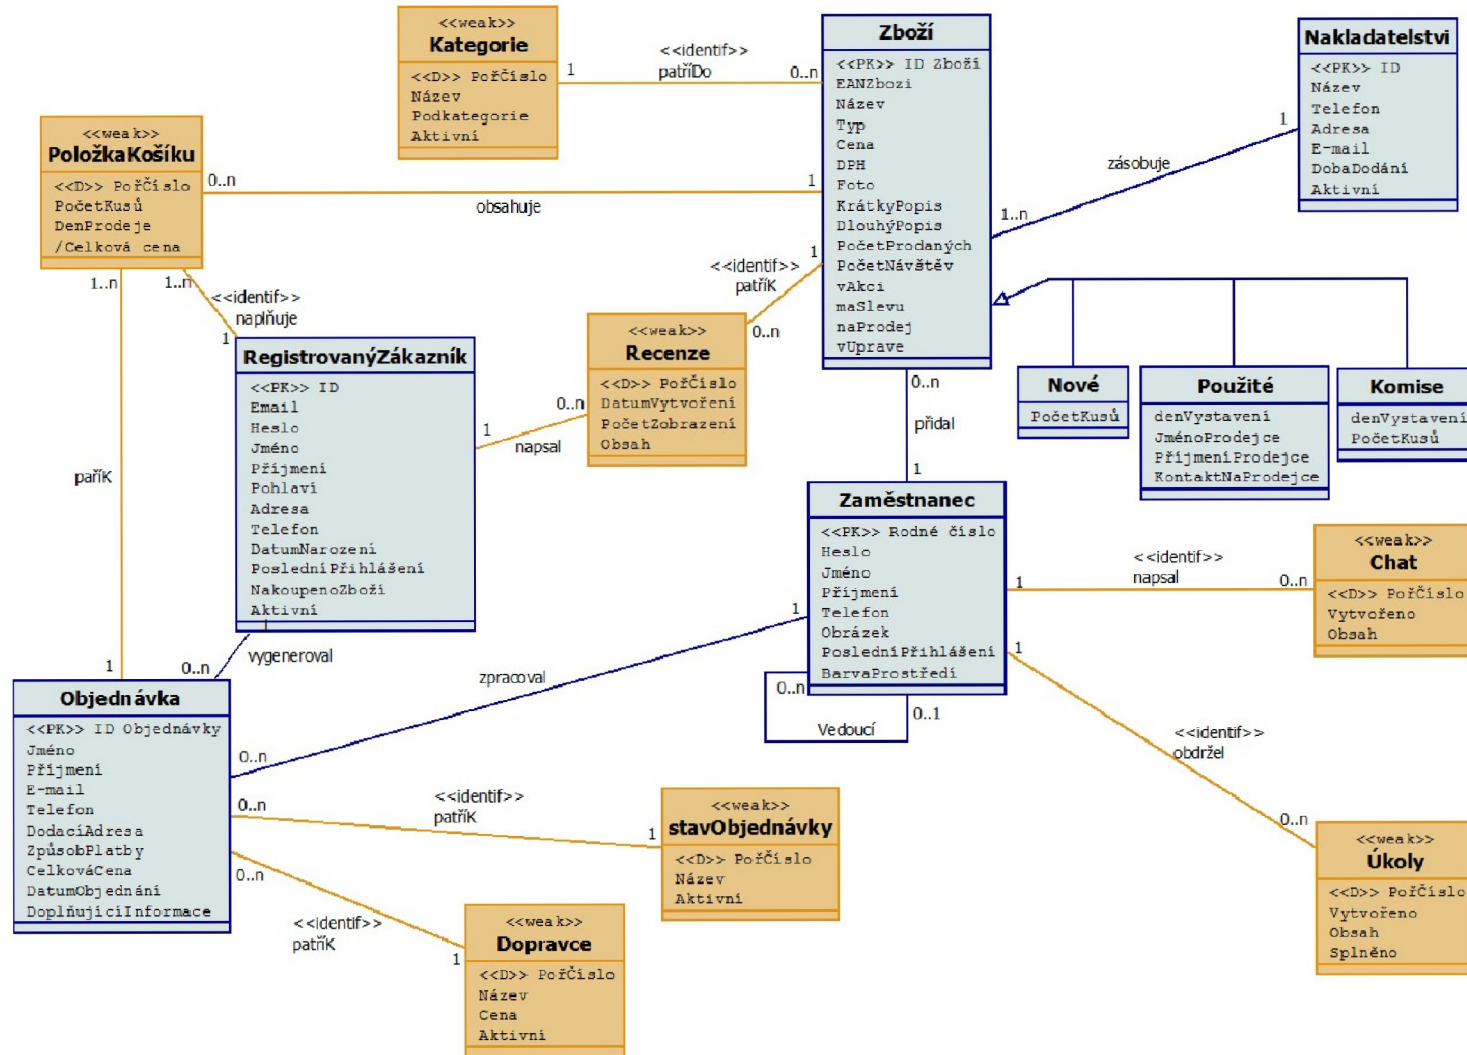 <<weak>>
Kategorie
<<D>> PořČíslo
Název
Podkategorie
Aktivní
<<identif>>
patříDo
1
0..n
Zboží
<<PK>> ID Zboží
EANZbozi
Název
Typ
Cena
DPH
Foto
KrátkyPopis
DlouhýPopis
PočetProdaných
PočetNávštěv
vAkci
maSlevu
naProdej
vUprave
Nakladatelstvi
<<PK>> ID
Název
Telefon
Adresa
E-mail
DobaDodání
Aktivní
1
zásobuje
1..n
<<weak>>
PoložkaKošíku
<<D>> PořČíslo
PočetKusů
DenProdeje
/Celková cena
0..n
1
obsahuje
1..n
1..n
<<identif>>
naplňuje
1
<<identif>>
patříK
1
0..n
RegistrovanýZákazník
<<PK>> ID
Email
Heslo
Jméno
Příjmení
Pohlaví
Adresa
Telefon
DatumNarození
PosledníPřihlášení
NakoupenoZboží
Aktivní
<<weak>>
Recenze
<<D>> PořČíslo
DatumVytvoření
PočetZobrazení
Obsah
0..n
1
napsal
Nové
PočetKusů
Použité
denVystavení
JménoProdejce
PříjmeníProdejce
KontaktNaProdejce
Komise
denVystavení
PočetKusů
0..n
přidal
1
paříK
1
Zaměstnanec
<<PK>> Rodné číslo
Heslo
Jméno
Příjmení
Telefon
Obrázek
PosledníPřihlášení
BarvaProstředí
1
<<identif>>
napsal
0..n
<<weak>>
Chat
<<D>> PořČíslo
Vytvořeno
Obsah
1
vygeneroval
0..n
1
zpracoval
0..n
0..n
0..1
Vedoucí
1
<<identif>>
obdržel
0..n
Objednávka
<<PK>> ID Objednávky
Jméno
Příjmení
E-mail
Telefon
DodacíAdresa
ZpůsobPlatby
CelkováCena
DatumObjednání
DoplňujícíInformace
0..n
<<identif>>
patříK
1
<<weak>>
stavObjednávky
<<D>> PořČíslo
Název
Aktivní
0..n
<<identif>>
patříK
1
<<weak>>
Dopravce
<<D>> PořČíslo
Název
Cena
Aktivní
<<weak>>
Úkoly
<<D>> PořČíslo
Vytvořeno
Obsah
Splněno